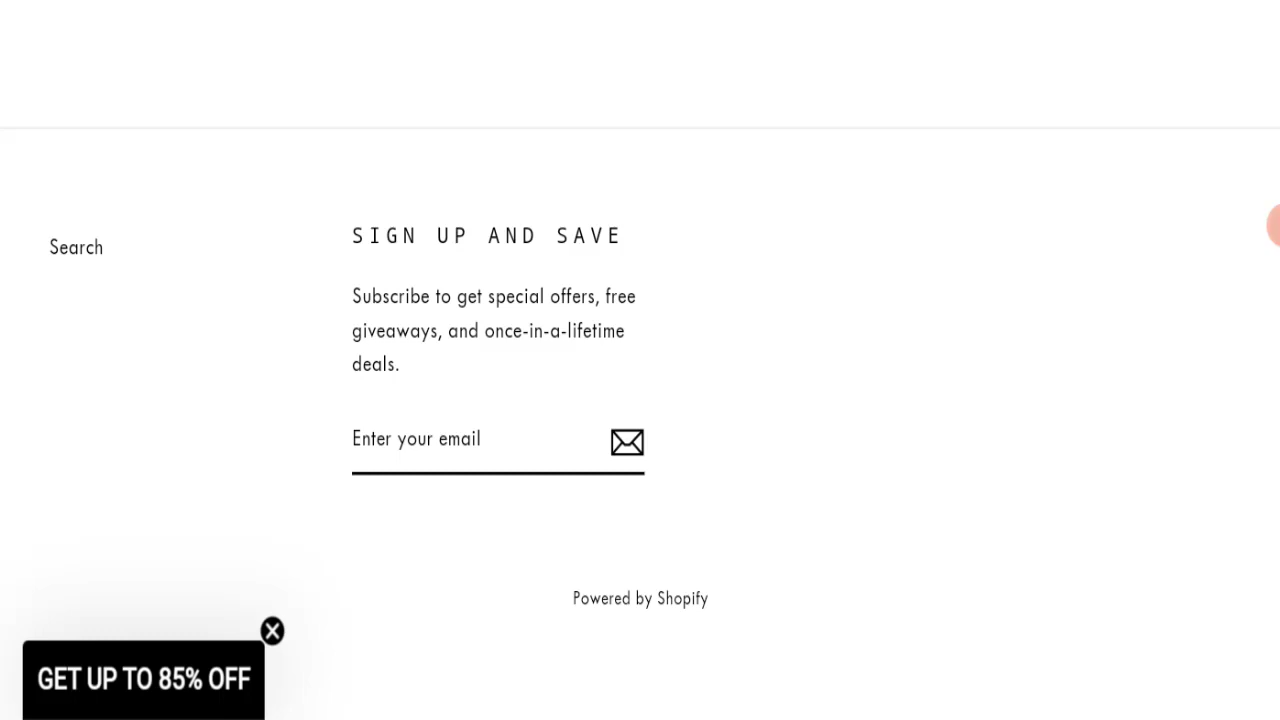 Search
SIGN UP AND SAVE
Subscribe to get special offers, free
giveaways, and once-in-a-lifetime
deals.
Enter your email
Powered by Shopify
GET UP TO 85% OFF